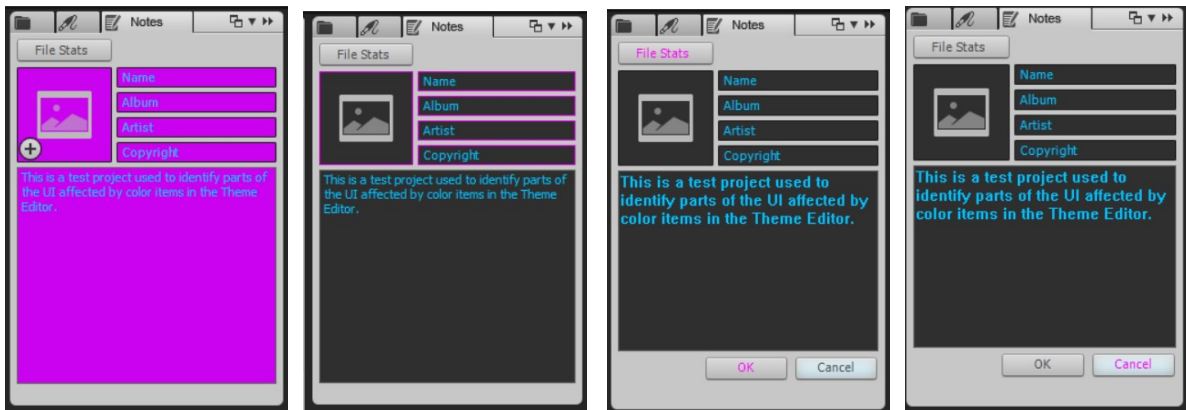 Notes
File Stats
Name
Album
Artist
Copyright
This is a test project used to identify parts of
the UI affected by color items in the Theme
Editor.
Notes
File Stats
Name
Album
Artist
Copyright
This is a test project used to identify parts of
the UI affected by color items in the Theme
Editor.
Notes
File Stats
Name
Album
Artist
Copyright
This is a test project used to
identify parts of the UI affected by
color items in the Theme Editor.
OK Cancel
Notes
File Stats
Name
Album
Artist
Copyright
This is a test project used to
identify parts of the UI affected by
color items in the Theme Editor.
OK Cancel